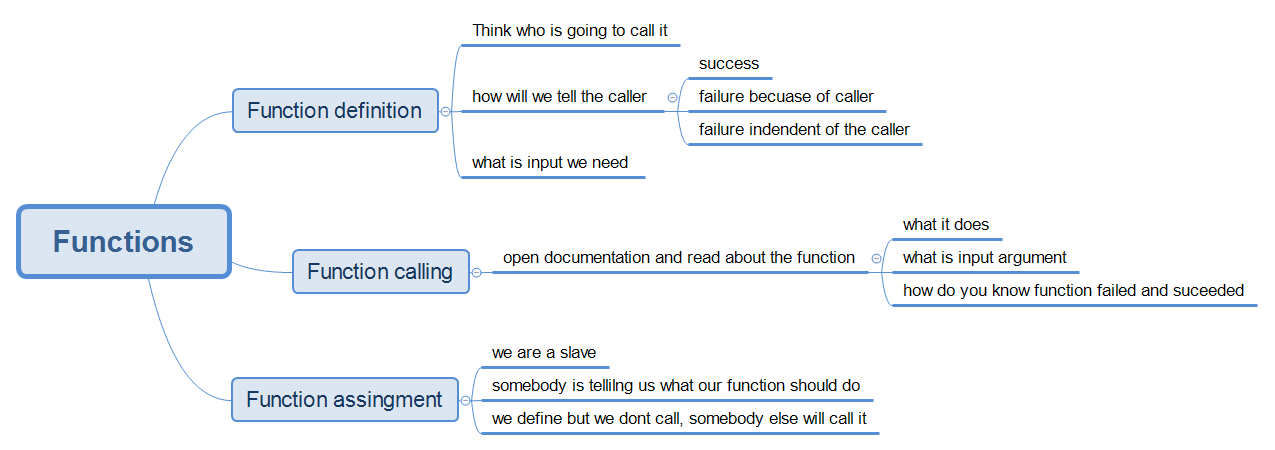 Functions
Function definition
Think who is going to call it
how will we tell the caller
success
failure becuase of caller
failure indendent of the caller
what is input we need
Function calling
open documentation and read about the function
what it does
what is input argument
how do you know function failed and suceeded
Function assingment
we are a slave
somebody is tellilng us what our function should do
we define but we dont call, somebody else will call it